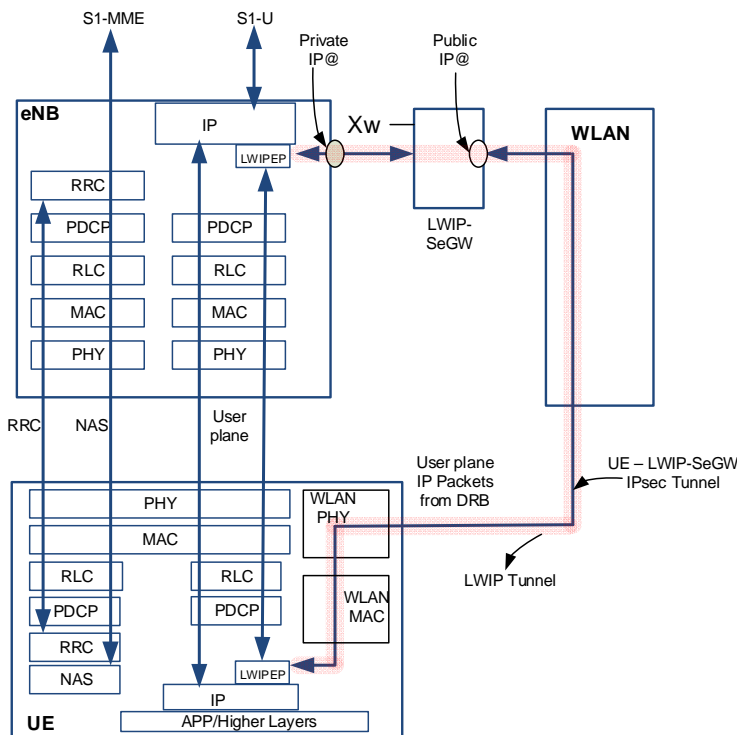 S1-MME
S1-U
Private
IP@
Public
IP@
eNB
IP
LWIPEP
Xw
WLAN
RRC
PDCP
PDCP
LWIP-
SeGW
RLC
RLC
MAC
MAC
PHY
PHY
RRC
NAS
User
plane
User plane
IP Packets
from DRB
UE – LWIP-SeGW
IPsec Tunnel
LWIP Tunnel
PHY
WLAN
PHY
MAC
RLC
RLC
WLAN
MAC
PDCP
PDCP
RRC
NAS
LWIPEP
IP
APP/Higher Layers
UE